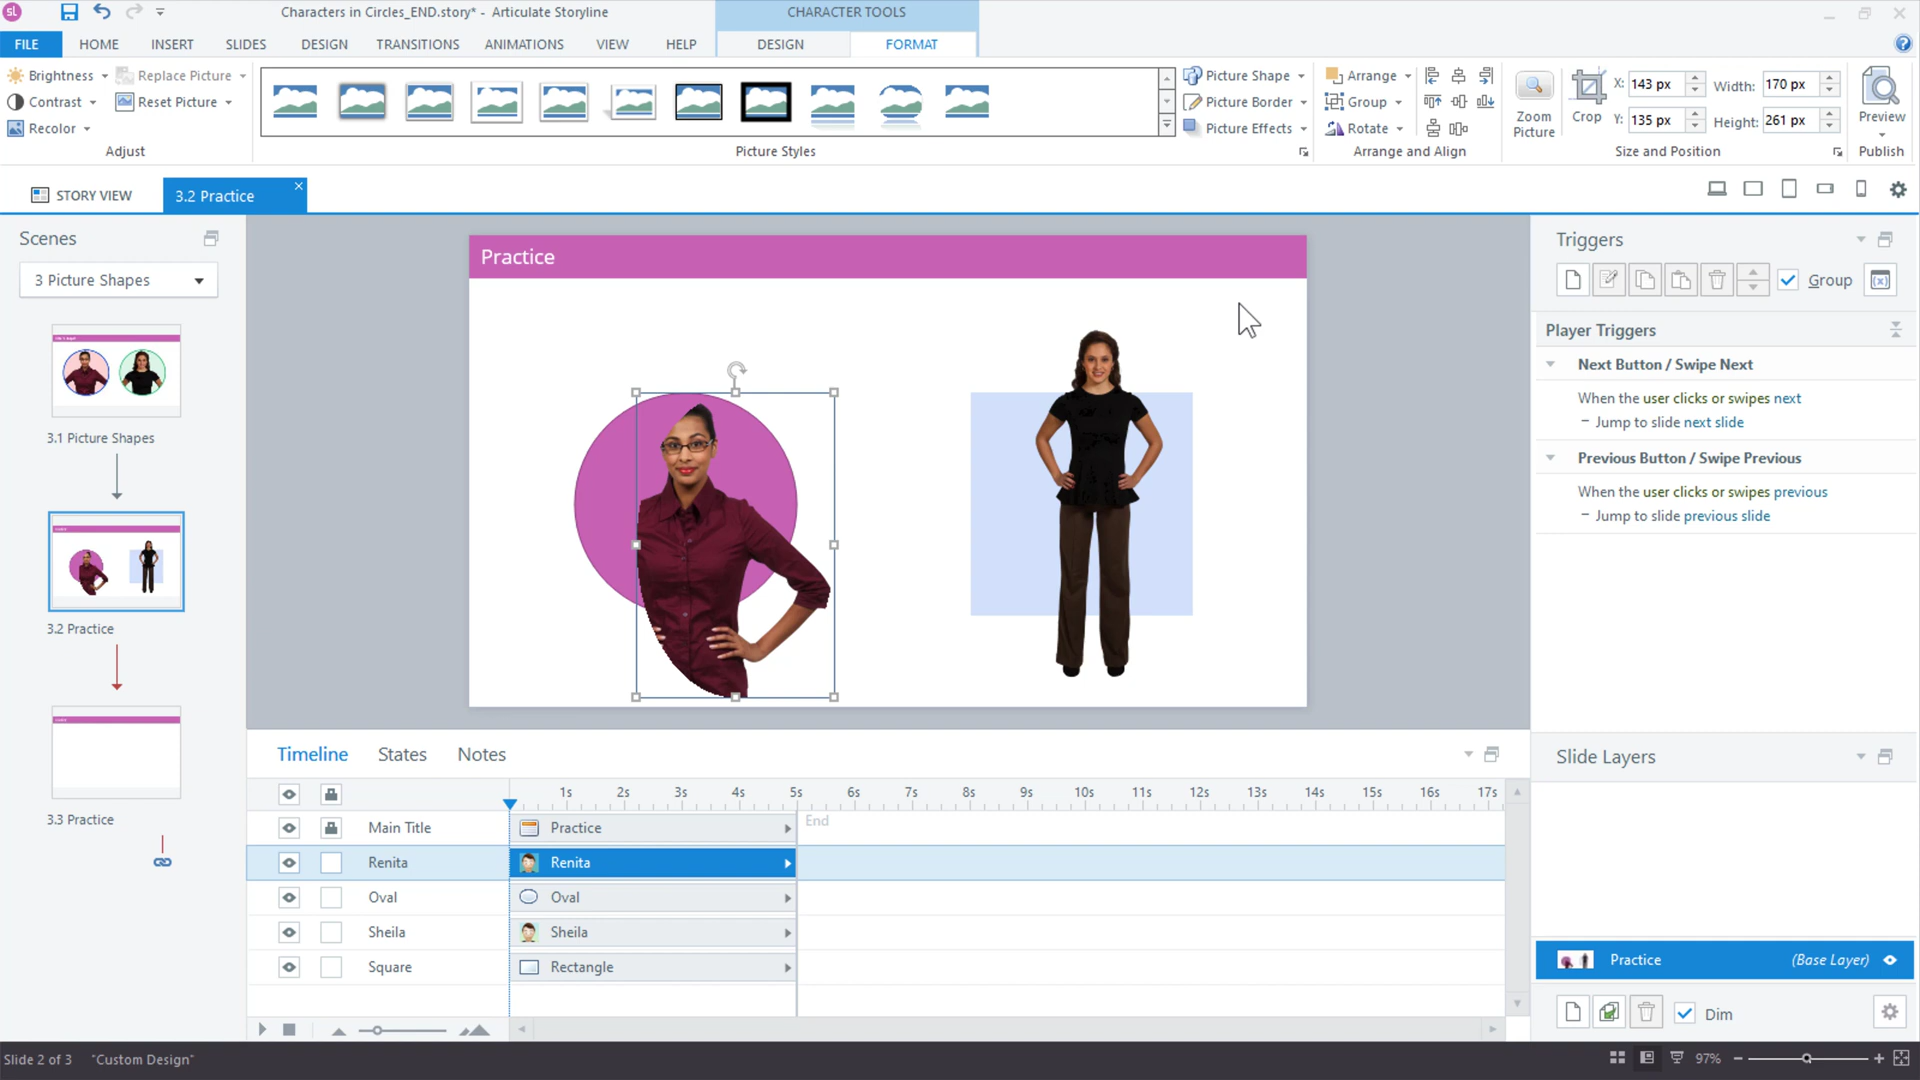 sl
Characters in Circles_END.story* - Articulate Storyline
CHARACTER TOOLS
FILE HOME INSERT SLIDES DESIGN TRANSITIONS ANIMATIONS VIEW HELP DESIGN FORMAT
Brightness Replace Picture
Contrast Reset Picture
Recolor
Adjust
Picture Styles
Picture Shape
Picture Border
Picture Effects
Arrange
Group
Rotate
Arrange and Align
Zoom Picture
Crop
X: 143 px Width: 170 px
Y: 135 px Height: 261 px
Size and Position
Preview
Publish
STORY VIEW 3.2 Practice
Scenes
3 Picture Shapes
3.1 Picture Shapes
3.2 Practice
3.3 Practice
Practice
Triggers
Group
Player Triggers
Next Button / Swipe Next
When the user clicks or swipes next
– Jump to slide next slide
Previous Button / Swipe Previous
When the user clicks or swipes previous
– Jump to slide previous slide
Timeline States Notes
1s 2s 3s 4s 5s 6s 7s 8s 9s 10s 11s 12s 13s 14s 15s 16s 17s
Main Title Practice End
Renita Renita
Oval Oval
Sheila Sheila
Square Rectangle
Slide Layers
Practice (Base Layer)
Dim
Slide 2 of 3 "Custom Design"
97%